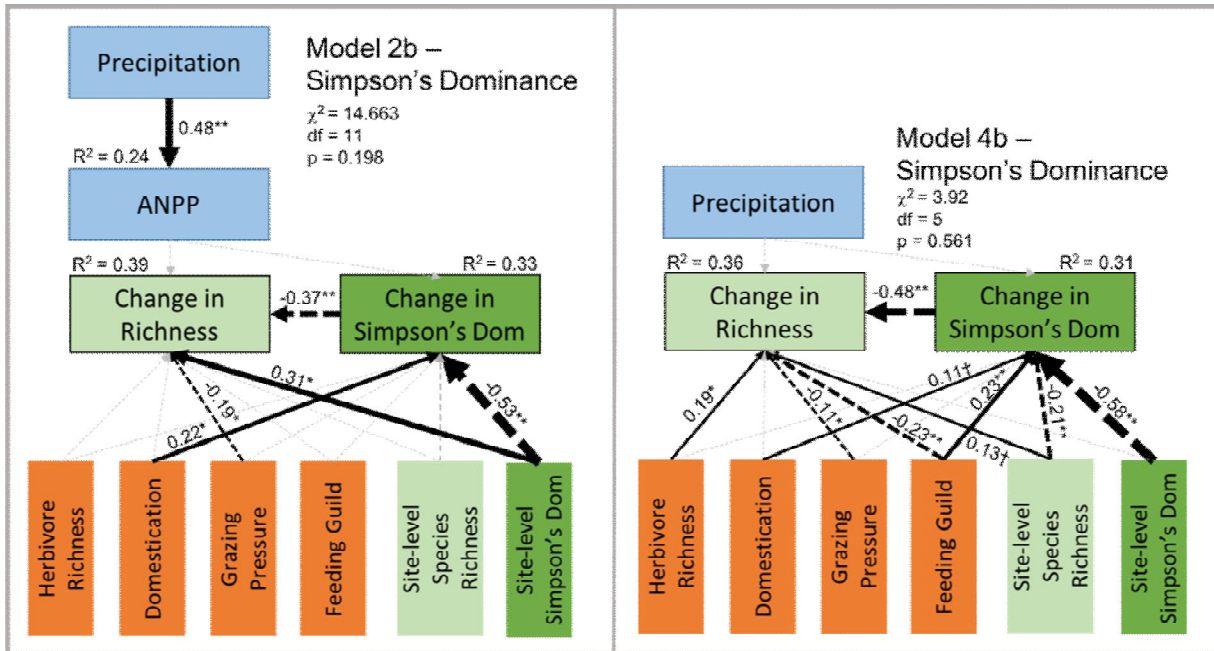 Precipitation
Model 2b –
Simpson's Dominance
χ² = 14.663
df = 11
p = 0.198
0.48**
R² = 0.24
ANPP
R² = 0.39
R² = 0.33
Change in
Richness
-0.37**
Change in
Simpson's Dom
0.31*
-0.19*
-0.53**
0.22*
Herbivore
Richness
Domestication
Grazing
Pressure
Feeding Guild
Site-level
Species
Richness
Site-level
Simpson's Dom
Model 4b –
Simpson's Dominance
χ² = 3.92
df = 5
p = 0.561
Precipitation
R² = 0.36
R² = 0.31
Change in
Richness
-0.48**
Change in
Simpson's Dom
0.19*
-0.11*
-0.23**
0.11†
0.23**
0.13†
-0.21**
-0.58**
Herbivore
Richness
Domestication
Grazing
Pressure
Feeding Guild
Site-level
Species
Richness
Site-level
Simpson's Dom